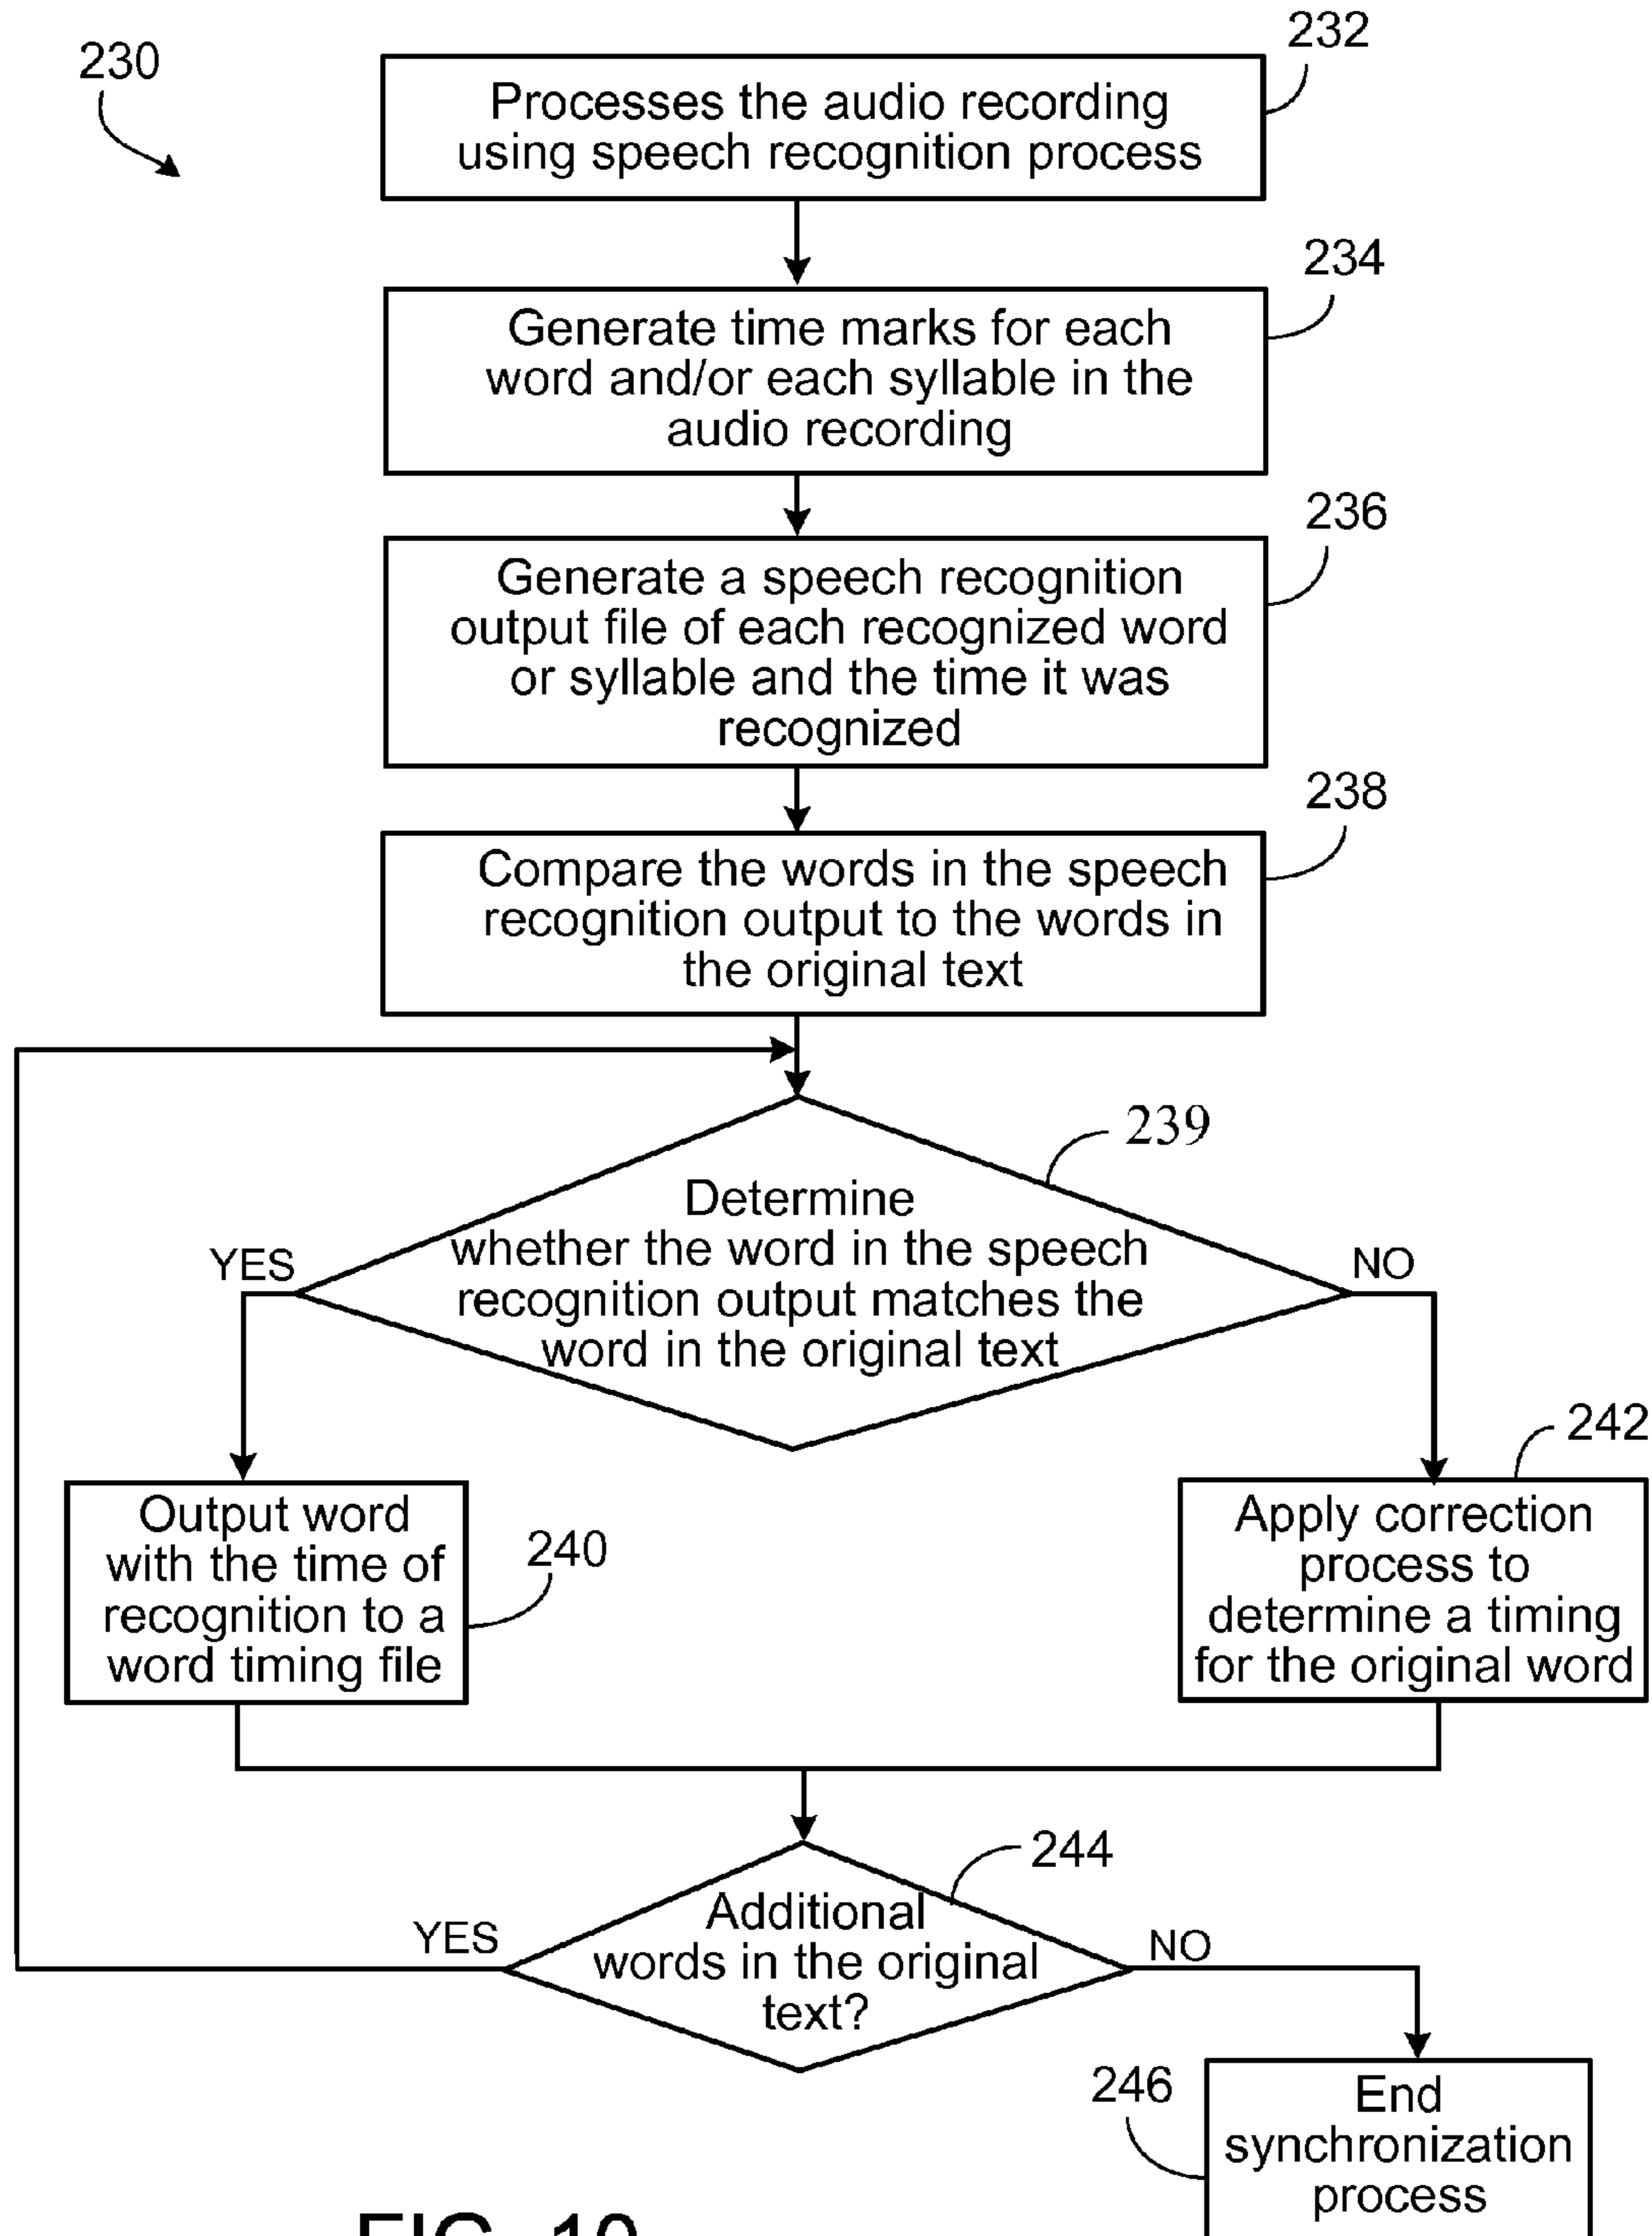 230
232
Processes the audio recording
using speech recognition process
234
Generate time marks for each
word and/or each syllable in the
audio recording
236
Generate a speech recognition
output file of each recognized word
or syllable and the time it was
recognized
238
Compare the words in the speech
recognition output to the words in
the original text
239
Determine
whether the word in the speech
recognition output matches the
word in the original text
YES
NO
240
Output word
with the time of
recognition to a
word timing file
242
Apply correction
process to
determine a timing
for the original word
244
Additional
words in the original
text?
YES
NO
246
End
synchronization
process
FIG. 10